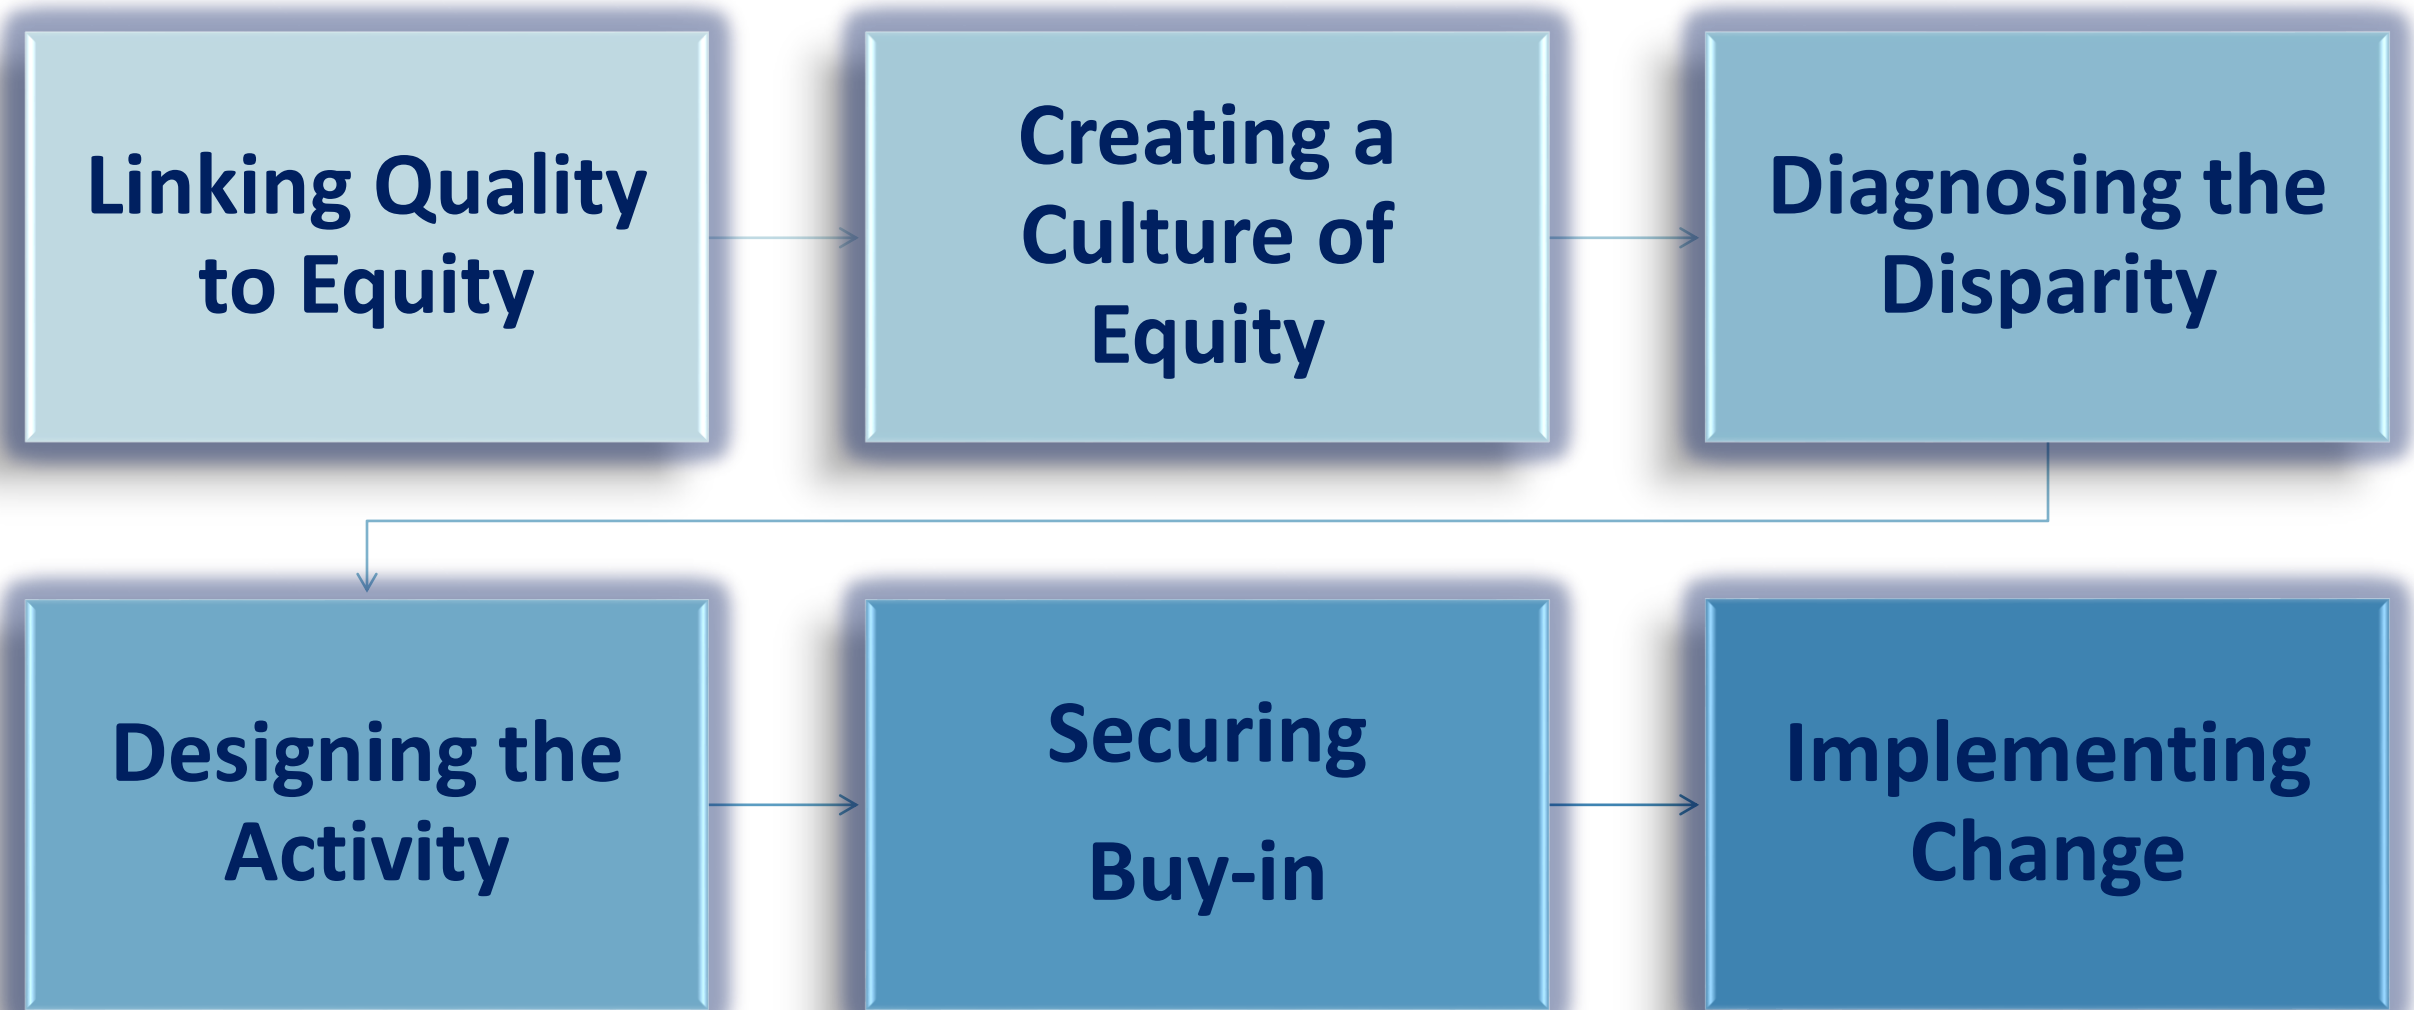 Linking Quality
to Equity
Creating a
Culture of
Equity
Diagnosing the
Disparity
Designing the
Activity
Securing
Buy-in
Implementing
Change